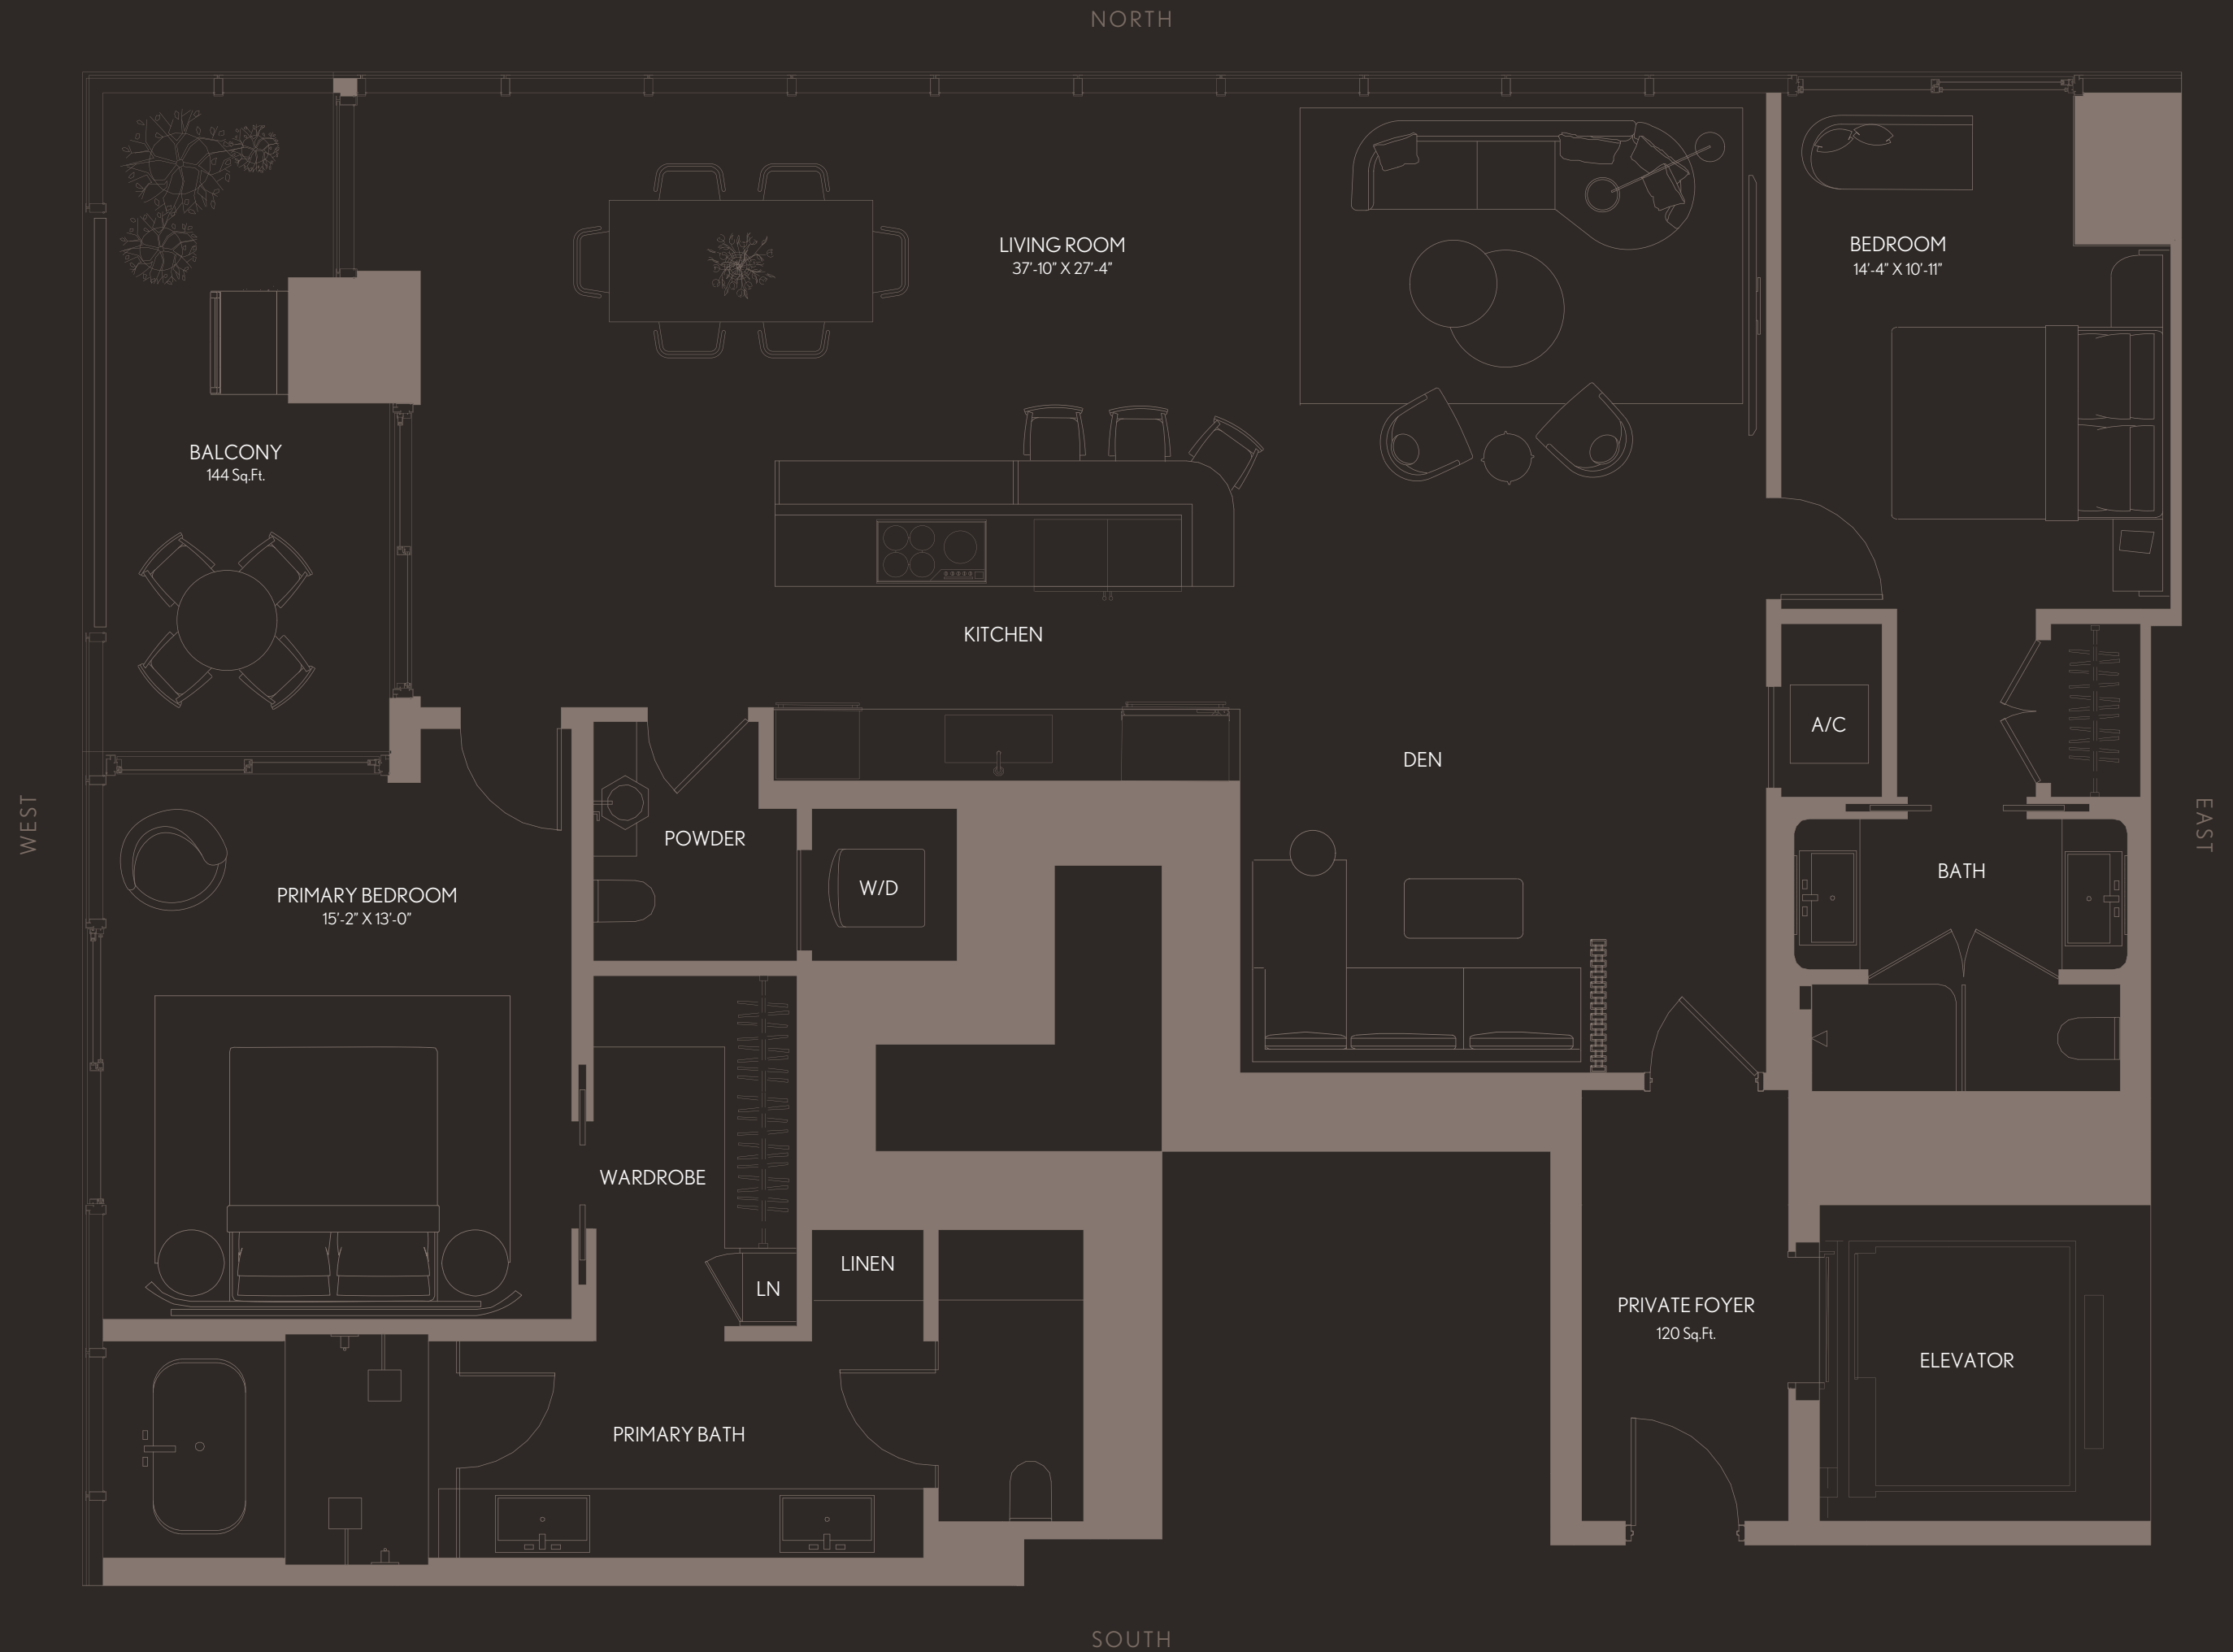 NORTH
LIVING ROOM
37'-10" X 27'-4"
BEDROOM
14'-4" X 10'-11"
BALCONY
144 Sq.Ft.
KITCHEN
A/C
DEN
WEST
EAST
POWDER
BATH
W/D
PRIMARY BEDROOM
15'-2" X 13'-0"
WARDROBE
LINEN
LN
PRIVATE FOYER
120 Sq.Ft.
ELEVATOR
PRIMARY BATH
SOUTH